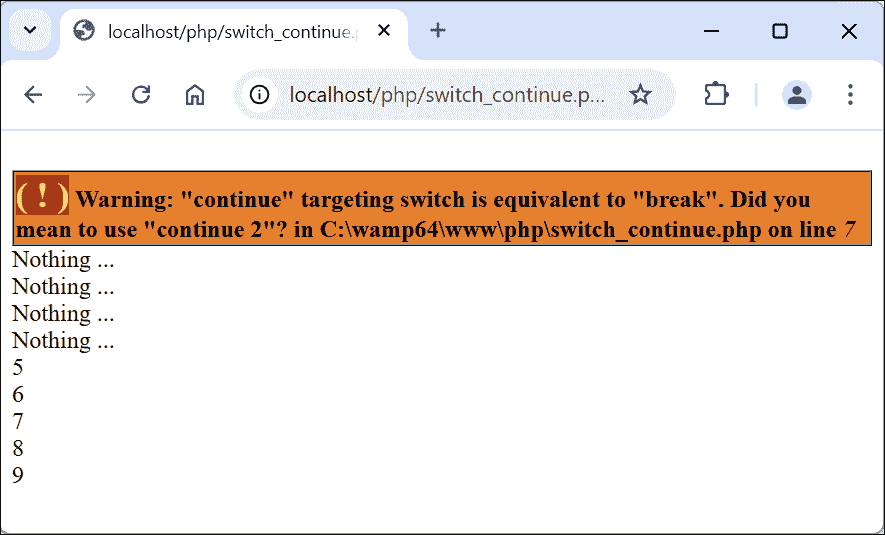 localhost/php/switch_continue.
localhost/php/switch_continue.p...
( ! ) Warning: "continue" targeting switch is equivalent to "break". Did you
mean to use "continue 2"? in C:\wamp64\www\php\switch_continue.php on line 7
Nothing ...
Nothing ...
Nothing ...
Nothing ...
5
6
7
8
9